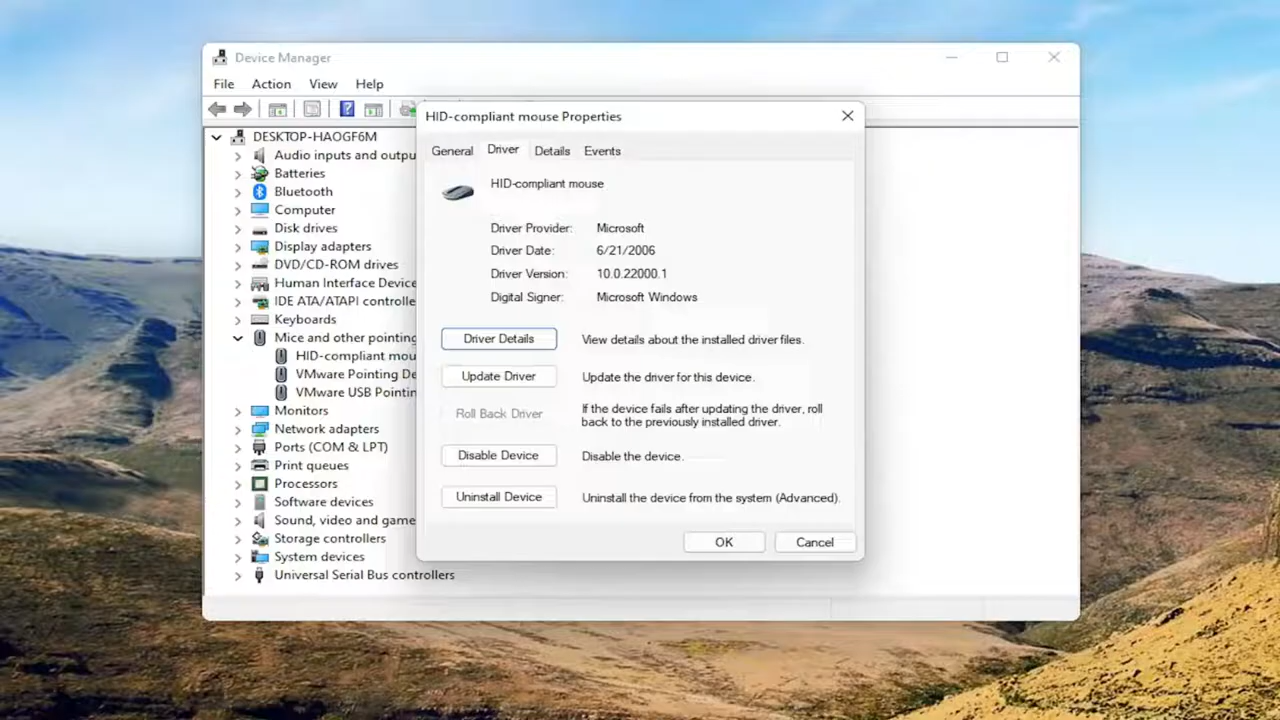 Device Manager
File Action View Help
HID-compliant mouse Properties
DESKTOP-HAOGF6M
Audio inputs and outpu
Batteries
Bluetooth
Computer
Disk drives
Display adapters
DVD/CD-ROM drives
Human Interface Device
IDE ATA/ATAPI controlle
Keyboards
Mice and other pointing
HID-compliant mou
VMware Pointing De
VMware USB Pointin
Monitors
Network adapters
Ports (COM & LPT)
Print queues
Processors
Software devices
Sound, video and game
Storage controllers
System devices
Universal Serial Bus controllers
General Driver Details Events
HID-compliant mouse
Driver Provider: Microsoft
Driver Date: 6/21/2006
Driver Version: 10.0.22000.1
Digital Signer: Microsoft Windows
Driver Details View details about the installed driver files.
Update Driver Update the driver for this device.
Roll Back Driver If the device fails after updating the driver, roll
back to the previously installed driver.
Disable Device Disable the device.
Uninstall Device Uninstall the device from the system (Advanced).
OK Cancel